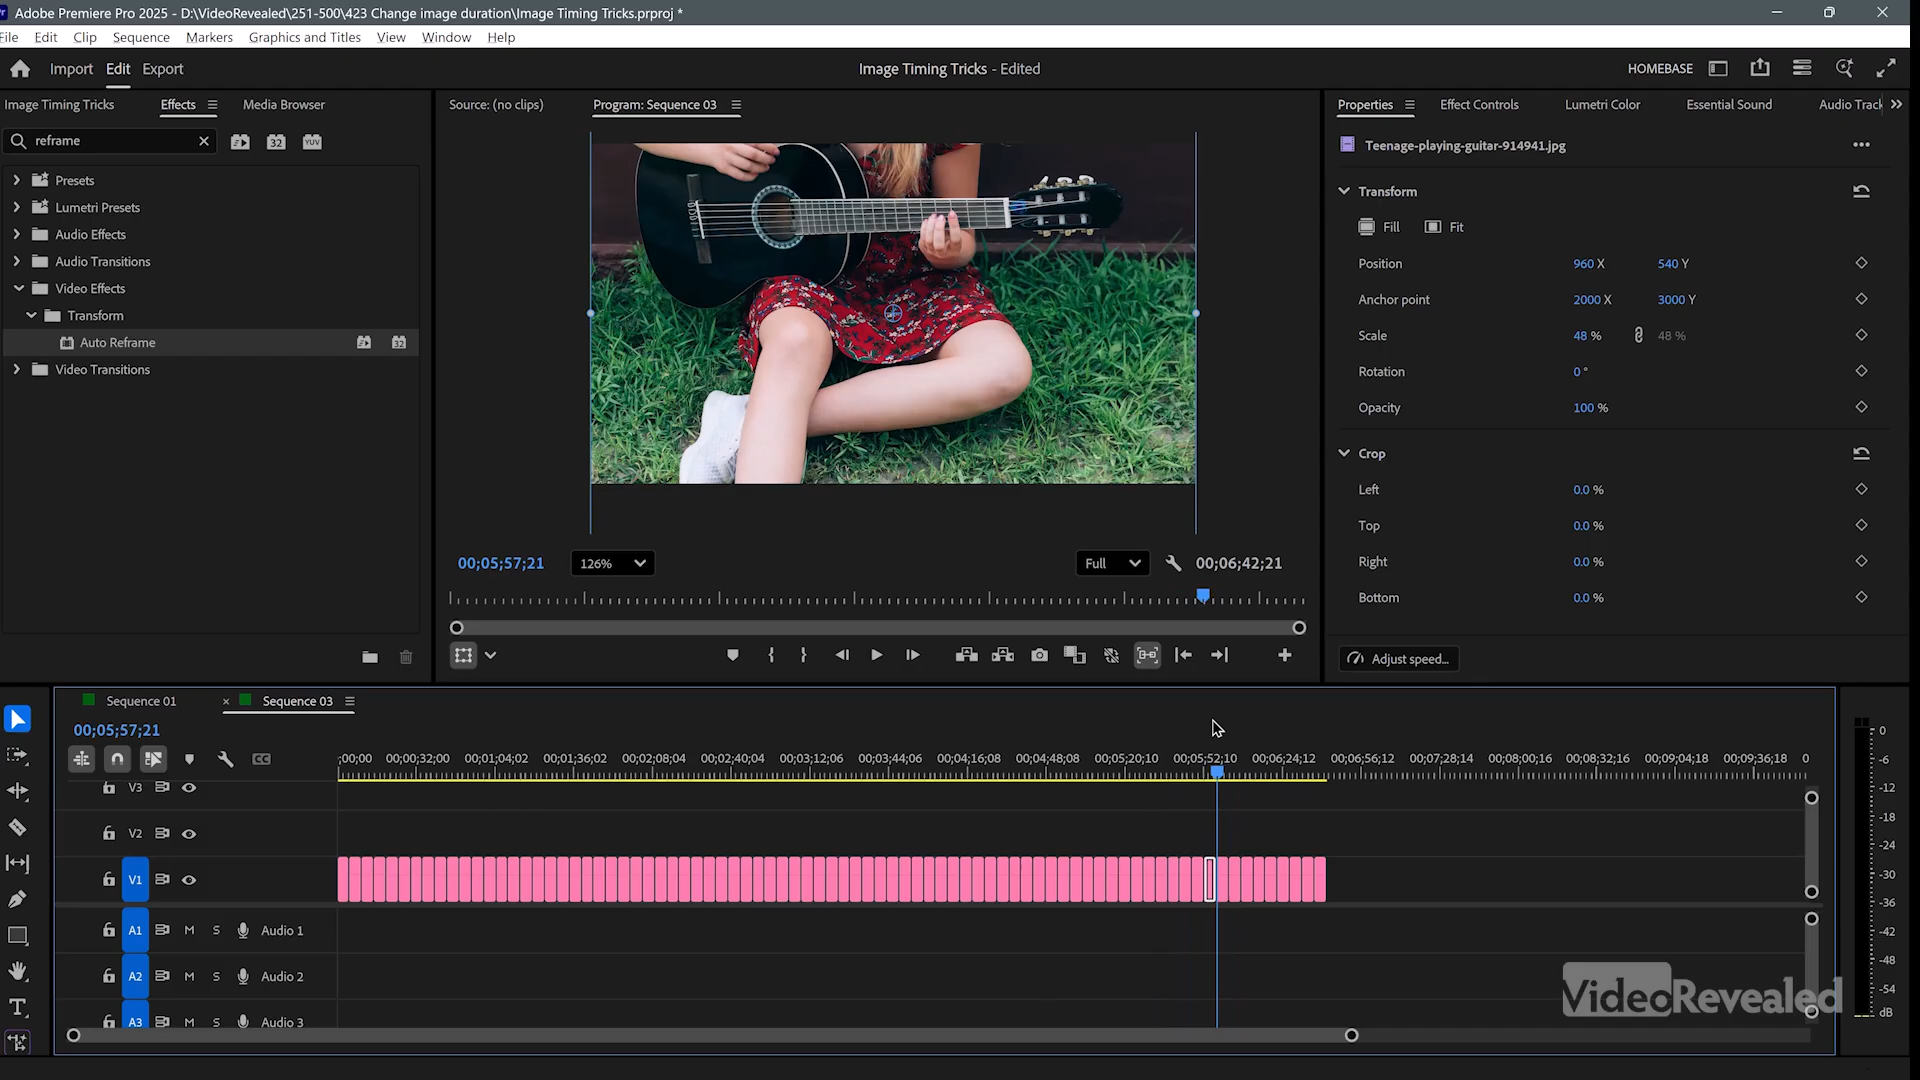 Adobe Premiere Pro 2025 - D:\VideoRevealed\251-500\423 Change image duration\Image Timing Tricks.prproj *
File Edit Clip Sequence Markers Graphics and Titles View Window Help
Import Edit Export
Image Timing Tricks - Edited
HOMEBASE
Image Timing Tricks Effects Media Browser
reframe
32 YUV
Presets
Lumetri Presets
Audio Effects
Audio Transitions
Video Effects
Transform
Auto Reframe
32
Video Transitions
Source: (no clips) Program: Sequence 03
00;05;57;21 126% Full 00;06;42;21
Properties Effect Controls Lumetri Color Essential Sound Audio Track
Teenage-playing-guitar-914941.jpg
Transform
Fill Fit
Position 960 X 540 Y
Anchor point 2000 X 3000 Y
Scale 48 % 48 %
Rotation 0 °
Opacity 100 %
Crop
Left 0.0 %
Top 0.0 %
Right 0.0 %
Bottom 0.0 %
Adjust speed...
Sequence 01 × Sequence 03
00;05;57;21
CC
;00;00 00;00;32;00 00;01;04;02 00;01;36;02 00;02;08;04 00;02;40;04 00;03;12;06 00;03;44;06 00;04;16;08 00;04;48;08 00;05;20;10 00;05;52;10 00;06;24;12 00;06;56;12 00;07;28;14 00;08;00;16 00;08;32;16 00;09;04;18 00;09;36;18 0
V3
V2
V1
A1 M S Audio 1
A2 M S Audio 2
A3 M S Audio 3
0
-6
-12
-18
-24
-30
-36
-42
-48
-54
dB
VideoRevealed